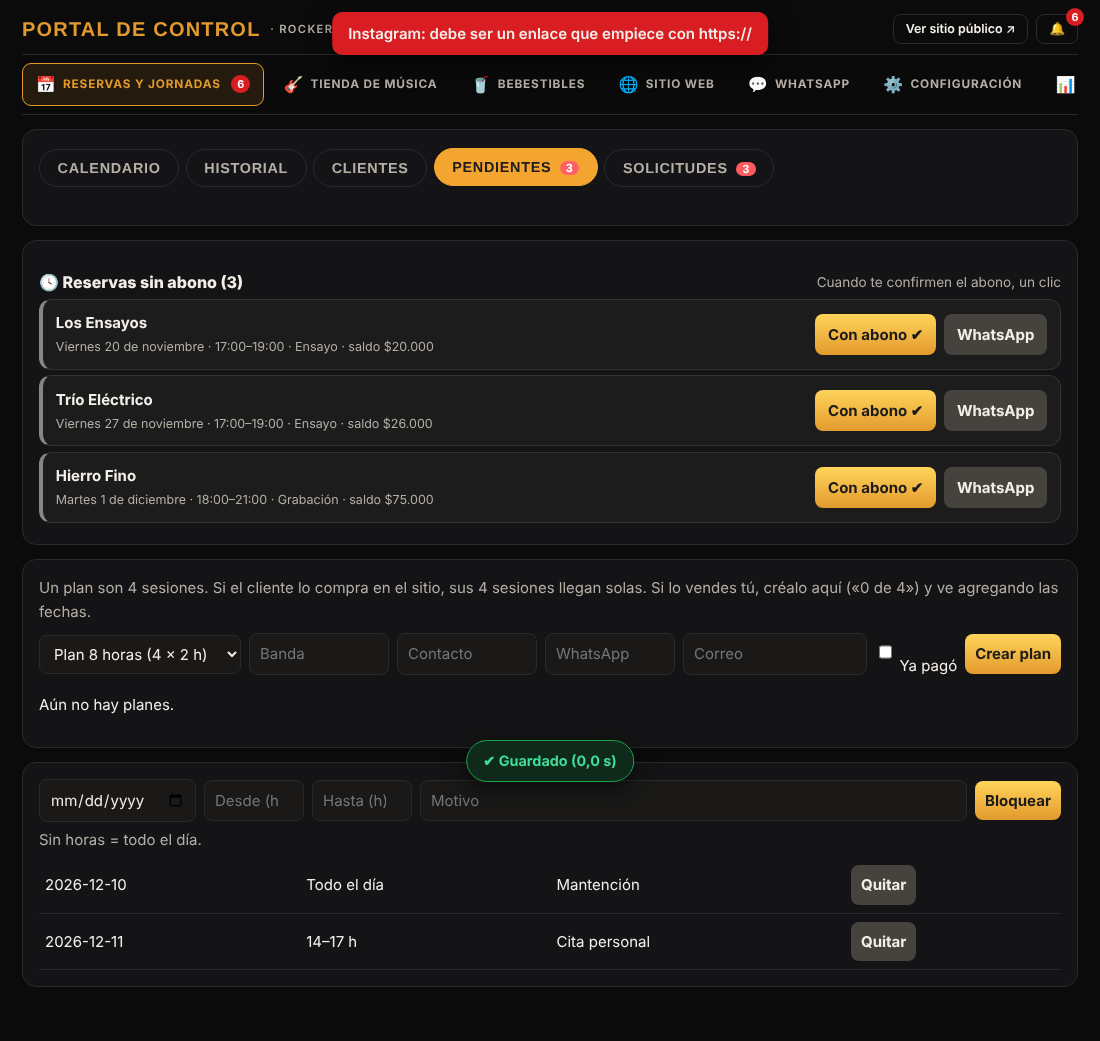 PORTAL DE CONTROL · ROCKER
Instagram: debe ser un enlace que empiece con https://
Ver sitio público ↗
🔔 6
📅 RESERVAS Y JORNADAS 6
🎸 TIENDA DE MÚSICA
🥤 BEBESTIBLES
🌐 SITIO WEB
💬 WHATSAPP
⚙️ CONFIGURACIÓN
📊
CALENDARIO
HISTORIAL
CLIENTES
PENDIENTES 3
SOLICITUDES 3
🕓 Reservas sin abono (3)
Cuando te confirmen el abono, un clic
Los Ensayos
Viernes 20 de noviembre · 17:00–19:00 · Ensayo · saldo $20.000
Con abono ✔
WhatsApp
Trío Eléctrico
Viernes 27 de noviembre · 17:00–19:00 · Ensayo · saldo $26.000
Con abono ✔
WhatsApp
Hierro Fino
Martes 1 de diciembre · 18:00–21:00 · Grabación · saldo $75.000
Con abono ✔
WhatsApp
Un plan son 4 sesiones. Si el cliente lo compra en el sitio, sus 4 sesiones llegan solas. Si lo vendes tú, créalo aquí («0 de 4») y ve agregando las
fechas.
Plan 8 horas (4 × 2 h)
Banda
Contacto
WhatsApp
Correo
Ya pagó
Crear plan
Aún no hay planes.
✔ Guardado (0,0 s)
mm/dd/yyyy
Desde (h
Hasta (h)
Motivo
Bloquear
Sin horas = todo el día.
2026-12-10
Todo el día
Mantención
Quitar
2026-12-11
14–17 h
Cita personal
Quitar